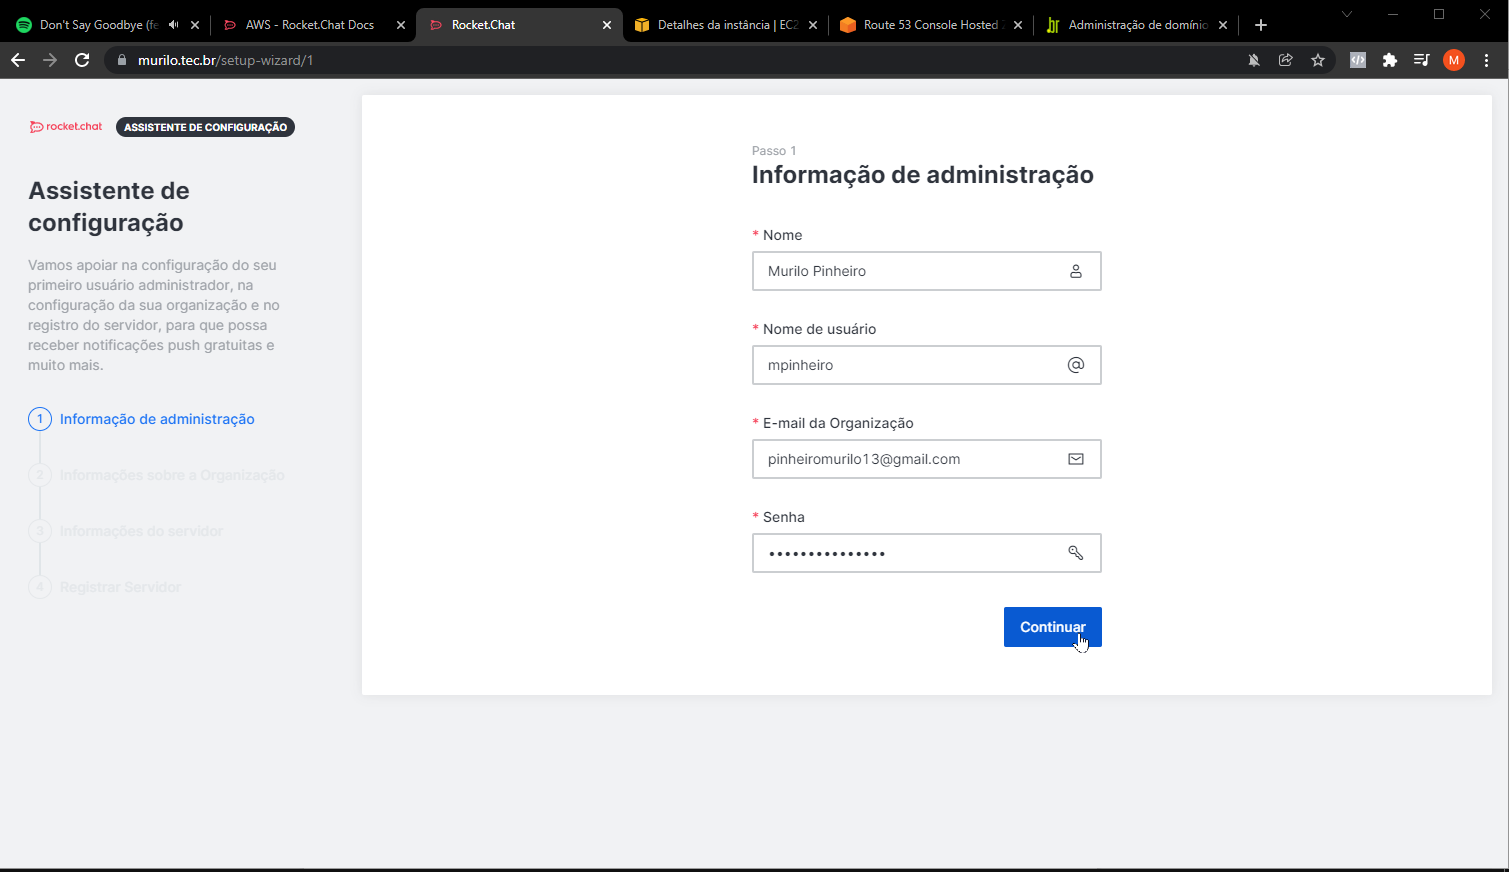 Don't Say Goodbye (fe
AWS - Rocket.Chat Docs
Rocket.Chat
Detalhes da instância | EC2
Route 53 Console Hosted Z
Administração de domínio
murilo.tec.br/setup-wizard/1
M
rocket.chat
ASSISTENTE DE CONFIGURAÇÃO
Assistente de
configuração
Vamos apoiar na configuração do seu
primeiro usuário administrador, na
configuração da sua organização e no
registro do servidor, para que possa
receber notificações push gratuitas e
muito mais.
1 Informação de administração
2 Informações sobre a Organização
3 Informações do servidor
4 Registrar Servidor
Passo 1
Informação de administração
* Nome
Murilo Pinheiro
* Nome de usuário
mpinheiro
* E-mail da Organização
pinheiromurilo13@gmail.com
* Senha
•••••••••••••••
Continuar